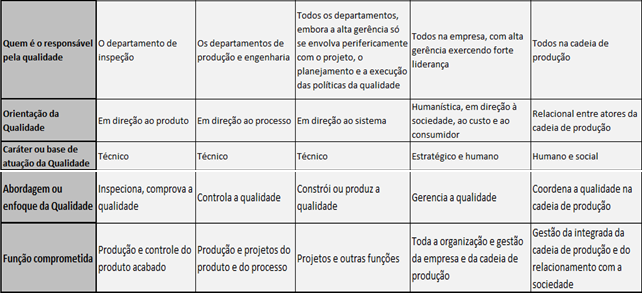 Quem é o responsável
pela qualidade
O departamento de
inspeção
Os departamentos de
produção e engenharia
Todos os departamentos,
embora a alta gerência só
se envolva perifericamente
com o projeto, o
planejamento e a execução
das políticas da qualidade
Todos na empresa, com alta
gerência exercendo forte
liderança
Todos na cadeia de
produção
Orientação da
Qualidade
Em direção ao produto
Em direção ao processo
Em direção ao sistema
Humanística, em direção à
sociedade, ao custo e ao
consumidor
Relacional entre atores da
cadeia de produção
Caráter ou base de
atuação da Qualidade
Técnico
Técnico
Técnico
Estratégico e humano
Humano e social
Abordagem ou
enfoque da Qualidade
Inspeciona, comprova a
qualidade
Controla a qualidade
Constrói ou produz a
qualidade
Gerencia a qualidade
Coordena a qualidade na
cadeia de produção
Função comprometida
Produção e controle do
produto acabado
Produção e projetos do
produto e do processo
Projetos e outras funções
Toda a organização e gestão
da empresa e da cadeia de
produção
Gestão da integrada da
cadeia de produção e do
relacionamento com a
sociedade